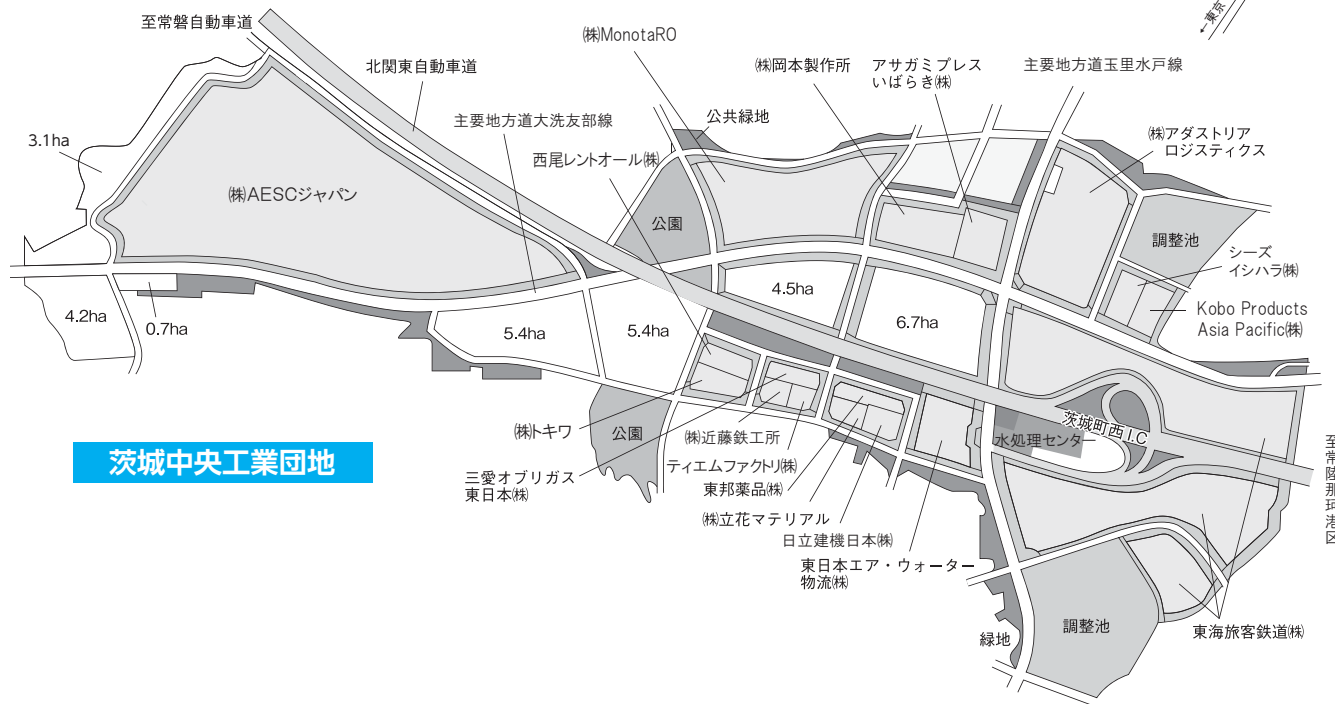 ←東京
至常磐自動車道
㈱MonotaRO
北関東自動車道
㈱岡本製作所
アサガミプレス
いばらき㈱
主要地方道玉里水戸線
公共緑地
主要地方道大洗友部線
㈱アダストリア
ロジスティクス
3.1ha
西尾レントオール㈱
㈱AESCジャパン
公園
調整池
シーズ
イシハラ㈱
4.5ha
Kobo Products
Asia Pacific㈱
4.2ha
0.7ha
5.4ha
5.4ha
6.7ha
茨城町西I.C
㈱トキワ
公園
㈱近藤鉄工所
水処理センター
茨城中央工業団地
ティエムファクトリ㈱
三愛オブリガス
東日本㈱
東邦薬品㈱
至常陸那珂港区
㈱立花マテリアル
日立建機日本㈱
東日本エア・ウォーター
物流㈱
緑地
調整池
東海旅客鉄道㈱